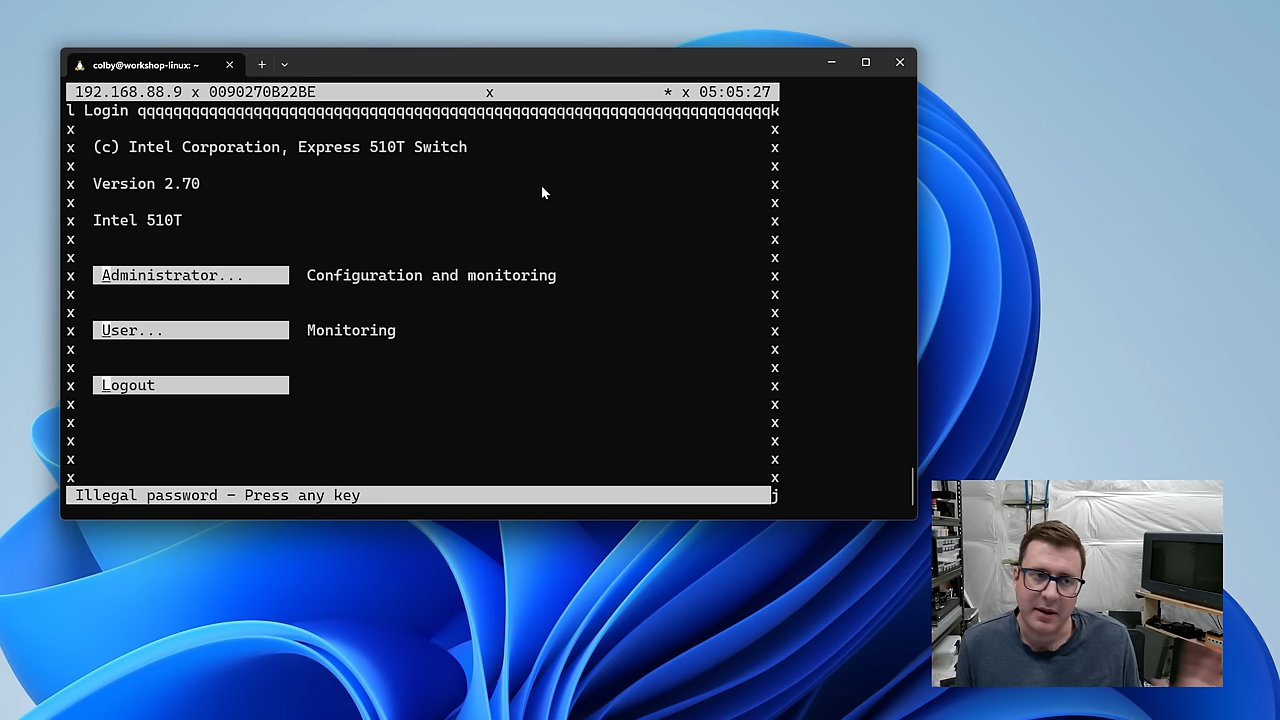 colby@workshop-linux: ~
192.168.88.9 x 0090270B22BE x * x 05:05:27
l Login qqqqqqqqqqqqqqqqqqqqqqqqqqqqqqqqqqqqqqqqqqqqqqqqqqqqqqqqqqqqqqqqqqqqqqqk
x x
x (c) Intel Corporation, Express 510T Switch x
x x
x Version 2.70 x
x x
x Intel 510T x
x x
x x
x Administrator... Configuration and monitoring x
x x
x x
x User... Monitoring x
x x
x x
x Logout x
x x
x x
x x
x x
x x
Illegal password - Press any key j